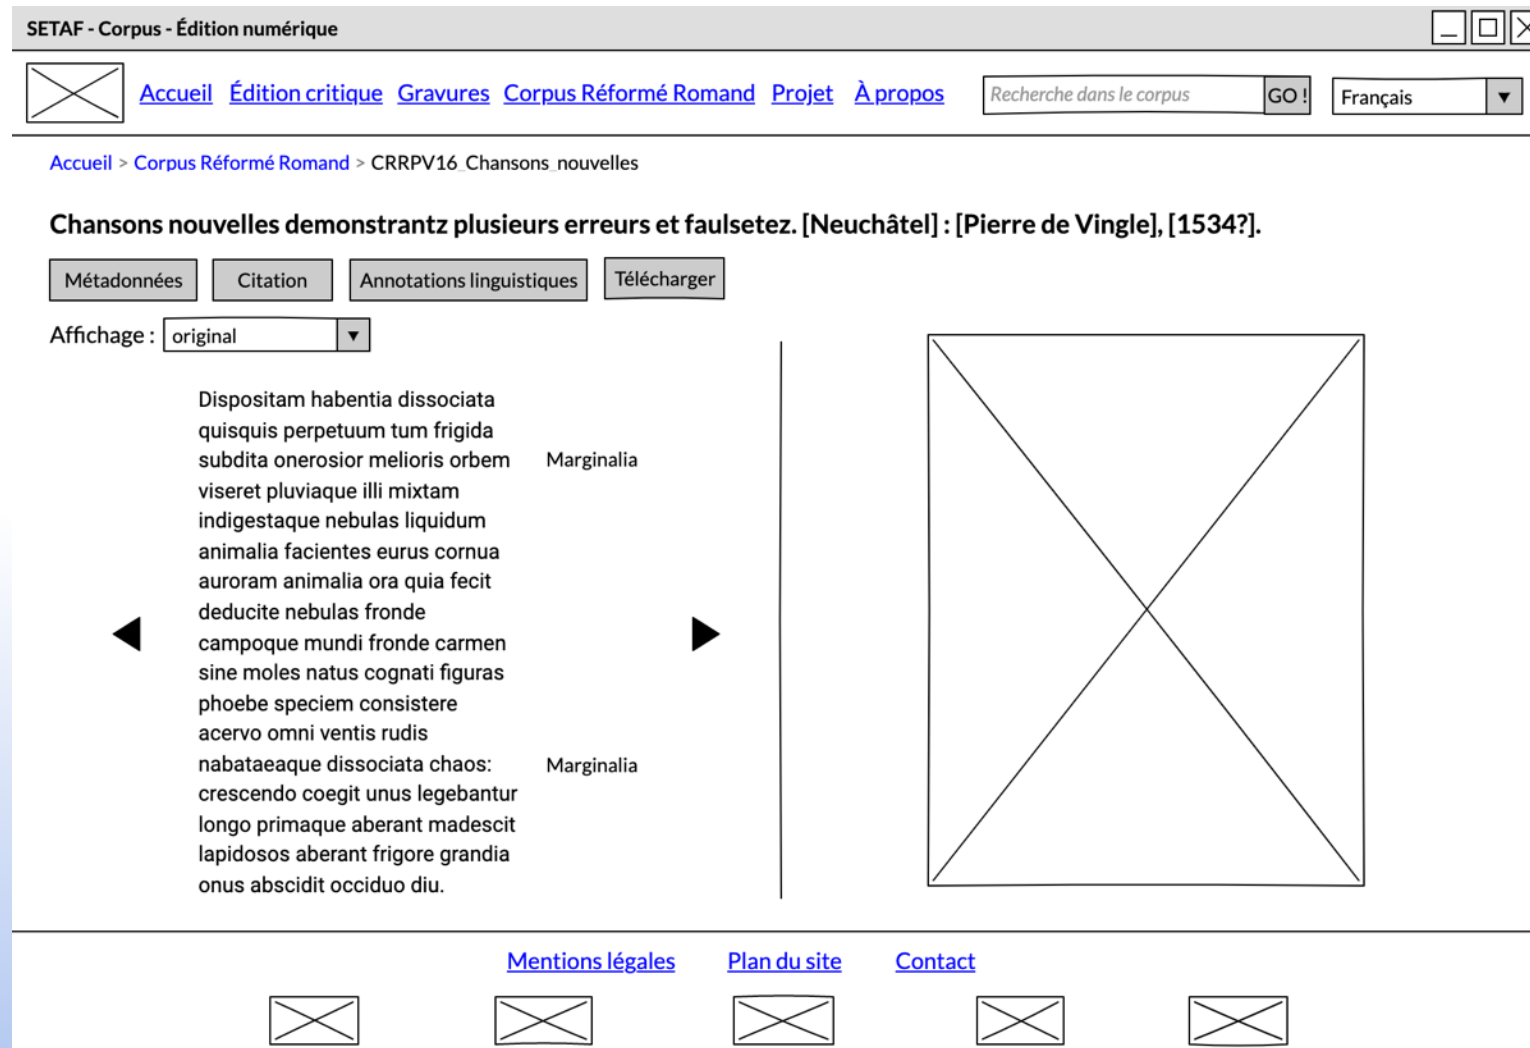 SETAF - Corpus - Édition numérique
Accueil Édition critique Gravures Corpus Réformé Romand Projet À propos Recherche dans le corpus GO ! Français
Accueil > Corpus Réformé Romand > CRRPV16_Chansons_nouvelles
Chansons nouvelles demonstrantz plusieurs erreurs et faulsetez. [Neuchâtel] : [Pierre de Vingle], [1534?].
Métadonnées Citation Annotations linguistiques Télécharger
Affichage : original
Dispositam habentia dissociata
quisquis perpetuum tum frigida
subdita onerosior melioris orbem Marginalia
viseret pluviaque illi mixtam
indigestaque nebulas liquidum
animalia facientes eurus cornua
auroram animalia ora quia fecit
deducite nebulas fronde
campoque mundi fronde carmen
sine moles natus cognati figuras
phoebe speciem consistere
acervo omni ventis rudis
nabataeaque dissociata chaos: Marginalia
crescendo coegit unus legebantur
longo primaque aberant madescit
lapidosos aberant frigore grandia
onus abscidit occiduo diu.
Mentions légales Plan du site Contact